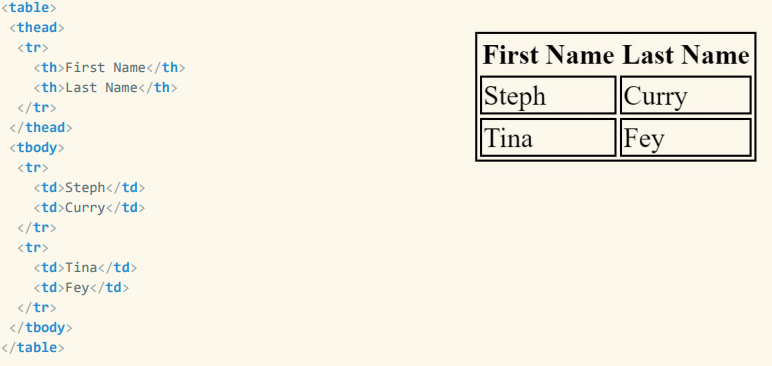 <table>
 <thead>
  <tr>
    <th>First Name</th>
    <th>Last Name</th>
  </tr>
 </thead>
 <tbody>
  <tr>
    <td>Steph</td>
    <td>Curry</td>
  </tr>
  <tr>
    <td>Tina</td>
    <td>Fey</td>
  </tr>
 </tbody>
</table>
First Name Last Name
Steph Curry
Tina Fey